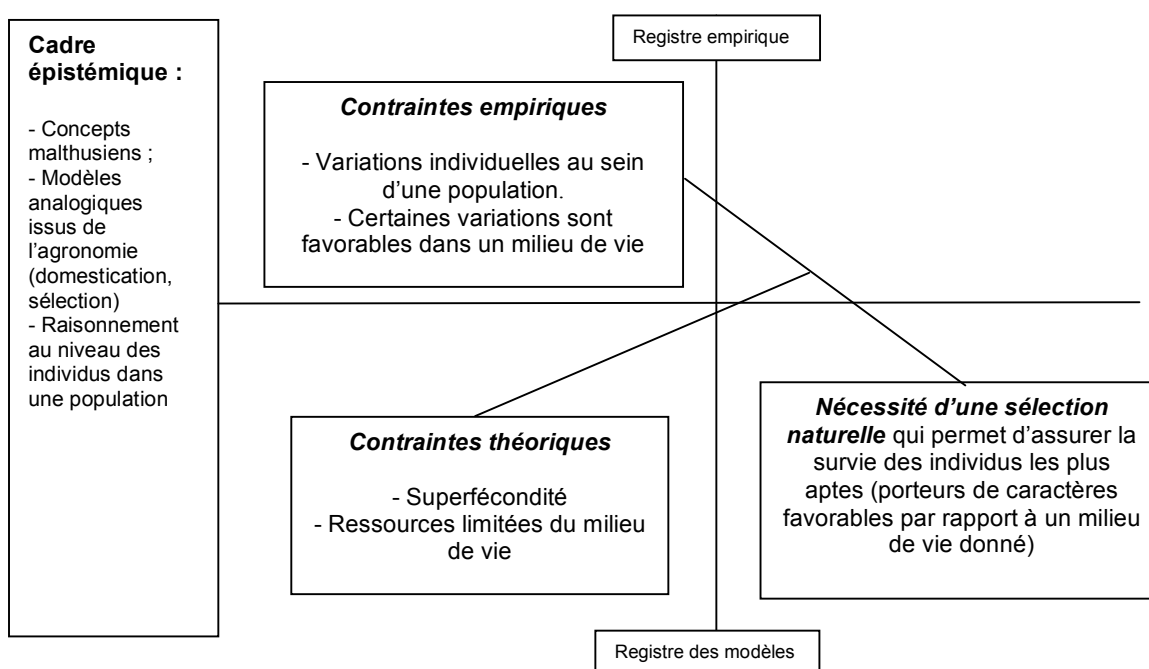 Cadre
épistémique :
- Concepts
malthusiens ;
- Modèles
analogiques
issus de
l'agronomie
(domestication,
sélection)
- Raisonnement
au niveau des
individus dans
une population
Registre empirique
Contraintes empiriques
- Variations individuelles au sein
d'une population.
- Certaines variations sont
favorables dans un milieu de vie
Contraintes théoriques
- Superfécondité
- Ressources limitées du milieu
de vie
Nécessité d'une sélection
naturelle qui permet d'assurer la
survie des individus les plus
aptes (porteurs de caractères
favorables par rapport à un milieu
de vie donné)
Registre des modèles